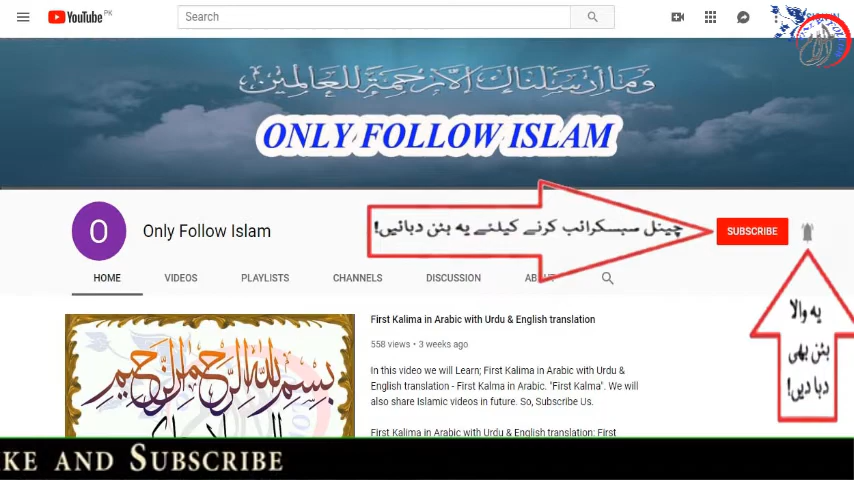 YouTube PK
Search
وما ارسلناك الا رحمة للعالمين
ONLY FOLLOW ISLAM
O
Only Follow Islam
چینل سبسکرائب کرنے کیلئے یہ بٹن دبائیں!
SUBSCRIBE
HOME VIDEOS PLAYLISTS CHANNELS DISCUSSION
یہ والا
بٹن بھی
دبا دیں!
First Kalima in Arabic with Urdu & English translation
558 views • 3 weeks ago
In this video we will Learn; First Kalima in Arabic with Urdu &
English translation - First Kalma in Arabic. "First Kalma". We will
also share Islamic videos in future. So, Subscribe Us.
First Kalima in Arabic with Urdu & English translation: First
بسم الله الرحمن الرحيم
KE AND SUBSCRIBE